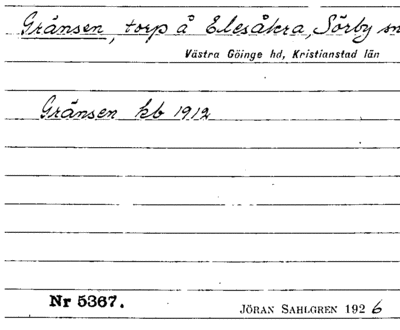 Gränsen, torp å Elesåkra, Sörby sn
Västra Göinge hd, Kristianstad län
Gränsen kb 1912
Nr 5367.
JÖRAN SAHLGREN 1926